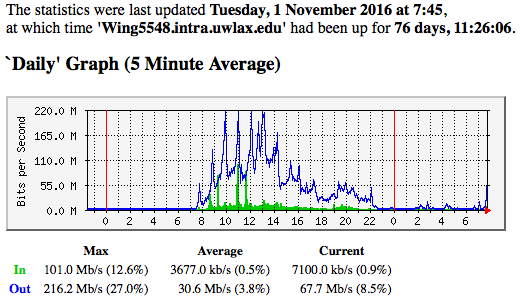 The statistics were last updated Tuesday, 1 November 2016 at 7:45,
at which time 'Wing5548.intra.uwlax.edu' had been up for 76 days, 11:26:06.
`Daily' Graph (5 Minute Average)
Bits per Second
220.0 M
165.0 M
110.0 M
55.0 M
0.0 M
0 2 4 6 8 10 12 14 16 18 20 22 0 2 4 6
Max Average Current
In 101.0 Mb/s (12.6%) 3677.0 kb/s (0.5%) 7100.0 kb/s (0.9%)
Out 216.2 Mb/s (27.0%) 30.6 Mb/s (3.8%) 67.7 Mb/s (8.5%)